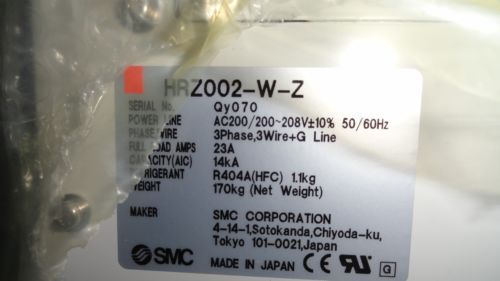 HRZ002-W-Z
SERIAL No. Qy070
POWER LINE AC200/200~208V±10% 50/60Hz
PHASE/WIRE 3Phase,3Wire+G Line
FULL LOAD AMPS 23A
CAPACITY(AIC) 14kA
REFRIGERANT R404A(HFC) 1.1kg
WEIGHT 170kg (Net Weight)
MAKER SMC CORPORATION
4-14-1,Sotokanda,Chiyoda-ku,
Tokyo 101-0021,Japan
SMC MADE IN JAPAN CE RU G